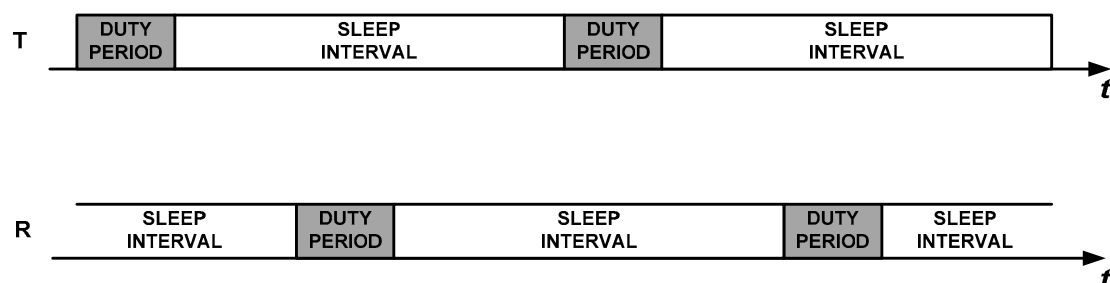 T
DUTY PERIOD
SLEEP INTERVAL
DUTY PERIOD
SLEEP INTERVAL
t
R
SLEEP INTERVAL
DUTY PERIOD
SLEEP INTERVAL
DUTY PERIOD
SLEEP INTERVAL
t